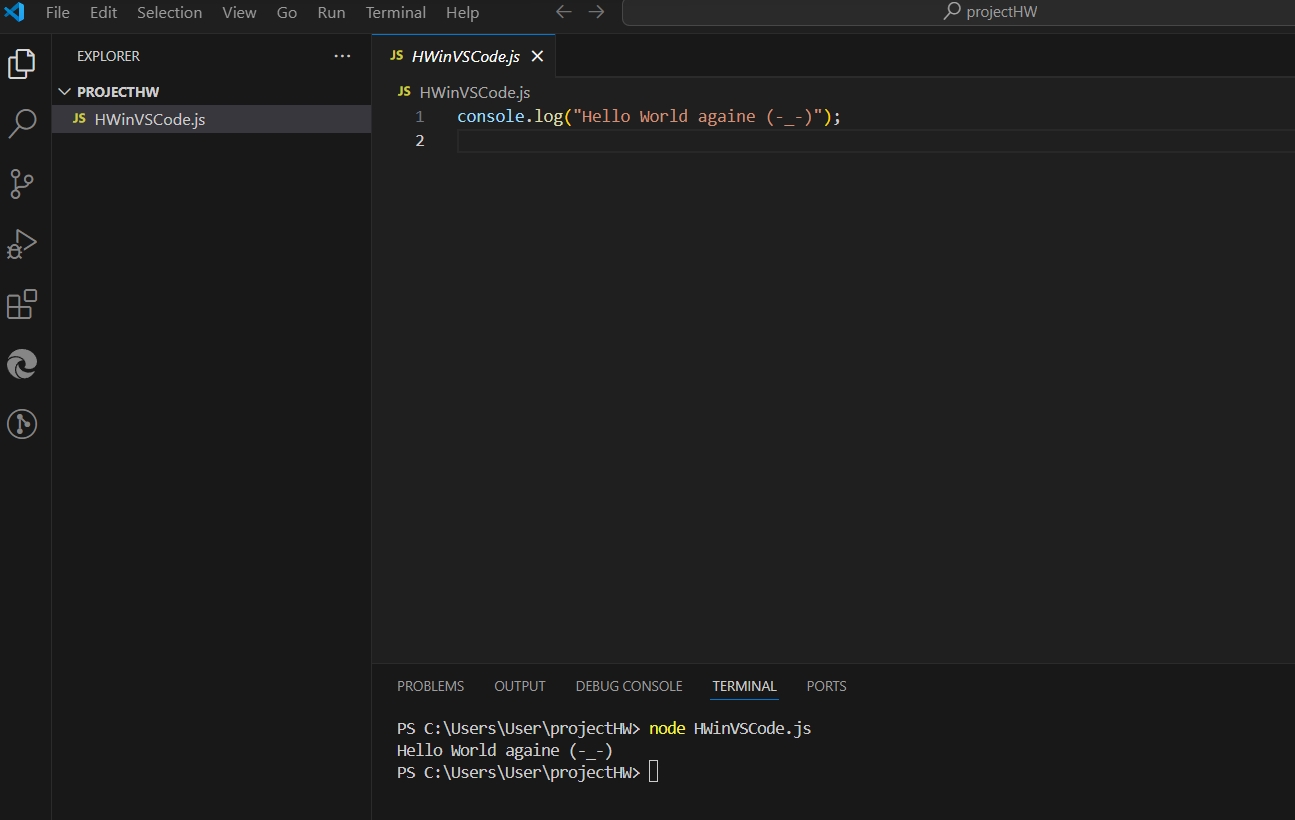 File Edit Selection View Go Run Terminal Help
projectHW
EXPLORER
PROJECTHW
JS HWinVSCode.js
JS HWinVSCode.js
JS HWinVSCode.js
1 console.log("Hello World againe (-_-)");
2
PROBLEMS OUTPUT DEBUG CONSOLE TERMINAL PORTS
PS C:\Users\User\projectHW> node HWinVSCode.js
Hello World againe (-_-)
PS C:\Users\User\projectHW>